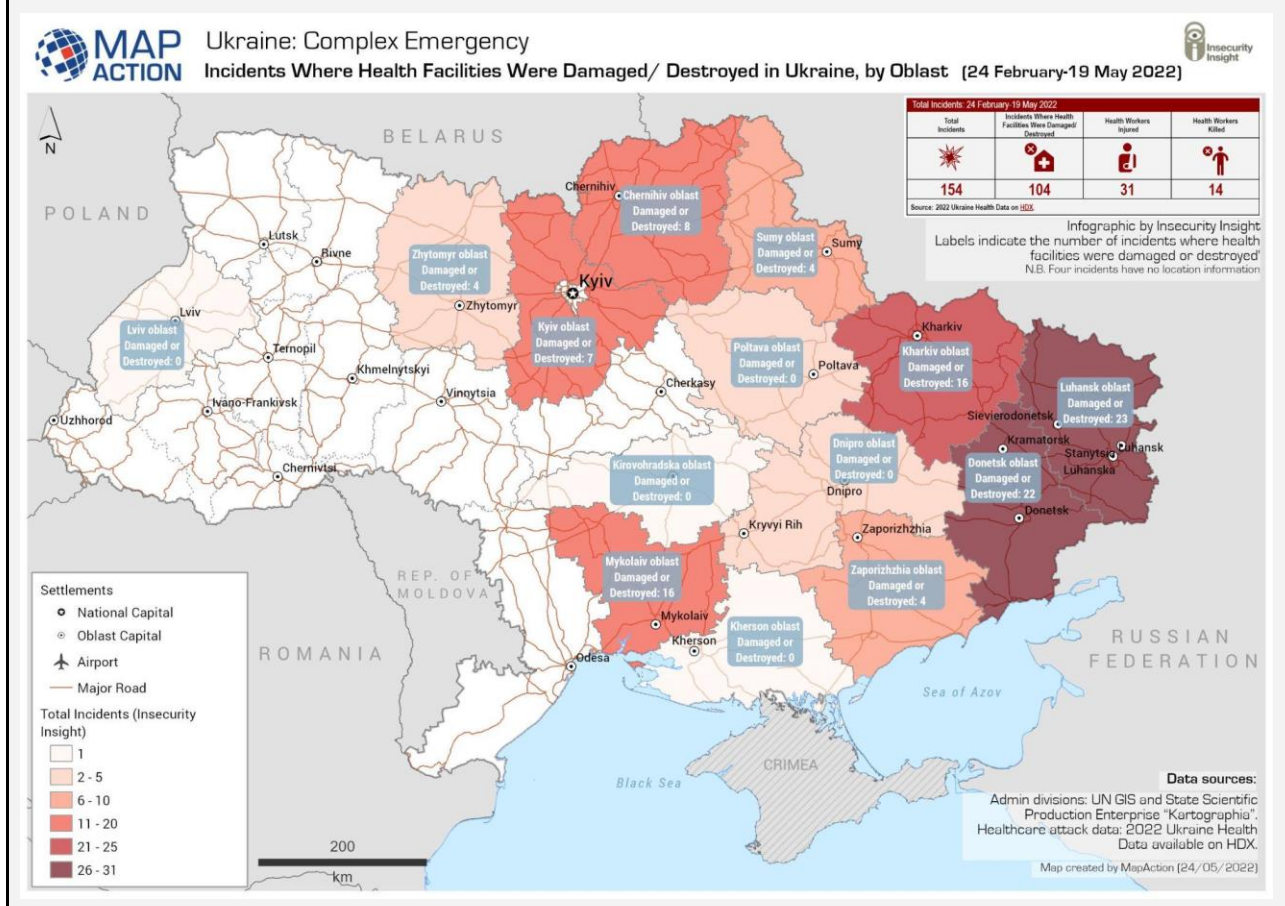 MAP
ACTION
Ukraine: Complex Emergency
Incidents Where Health Facilities Were Damaged/ Destroyed in Ukraine, by Oblast (24 February-19 May 2022)
Insecurity
Insight
Total Incidents: 24 February-19 May 2022
Total
Incidents
Incidents Where Health
Facilities Were Damaged/
Destroyed
Health Workers
Injured
Health Workers
Killed
154
104
31
14
Source: 2022 Ukraine Health Data on HDX.
Infographic by Insecurity Insight
Labels indicate the number of incidents where health
facilities were damaged or destroyed'
N.B. Four incidents have no location information
N
BELARUS
POLAND
Chernihiv
Chernihiv oblast
Damaged or
Destroyed: 8
Lutsk
Rivne
Zhytomyr oblast
Damaged or
Destroyed: 4
Sumy oblast
Damaged or
Destroyed: 4
Sumy
Kyiv
Zhytomyr
Lviv
Lviv oblast
Damaged or
Destroyed: 0
Kyiv oblast
Damaged or
Destroyed: 7
Kharkiv
Kharkiv oblast
Damaged or
Destroyed: 16
Ternopil
Khmelnytskyi
Poltava oblast
Damaged or
Destroyed: 0
Poltava
Luhansk oblast
Damaged or
Destroyed: 23
Vinnytsia
Cherkasy
Ivano-Frankivsk
Uzhhorod
Sievierodonetsk
Kramatorsk
Stanytsia
Luhanska
Luhansk
Chernivtsi
Kirovohradska oblast
Damaged or
Destroyed: 0
Dnipro oblast
Damaged or
Destroyed: 0
Dnipro
Donetsk oblast
Damaged or
Destroyed: 22
Donetsk
Kryvyi Rih
Zaporizhzhia
Mykolaiv oblast
Damaged or
Destroyed: 16
Zaporizhzhia oblast
Damaged or
Destroyed: 4
REP. OF
MOLDOVA
Mykolaiv
Kherson
Kherson oblast
Damaged or
Destroyed: 0
ROMANIA
Odesa
RUSSIAN
FEDERATION
Sea of Azov
Black Sea
CRIMEA
Settlements
National Capital
Oblast Capital
Airport
Major Road
Total Incidents (Insecurity
Insight)
1
2 - 5
6 - 10
11 - 20
21 - 25
26 - 31
200
km
Data sources:
Admin divisions: UN GIS and State Scientific
Production Enterprise "Kartographia".
Healthcare attack data: 2022 Ukraine Health
Data available on HDX.
Map created by MapAction (24/05/2022)